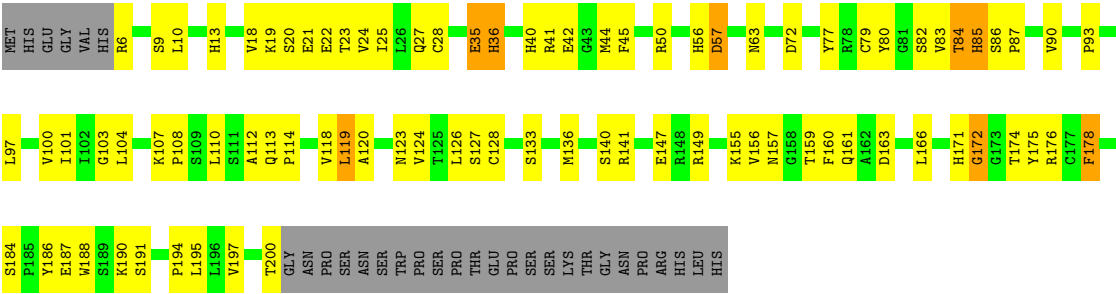 MET HIS GLU GLY VAL HIS R6 S9 L10 H13 V18 K19 S20 E21 E22 T23 V24 I25 L26 Q27 C28 E35 H36 H40 R41 E42 G43 M44 F45 R50 H56 D57 N63 D72 Y77 R78 C79 Y80 G81 S82 V83 T84 H85 S86 P87 V90 P93
L97 V100 I101 I102 G103 L104 K107 P108 S109 L110 S111 A112 Q113 P114 V118 L119 A120 N123 V124 T125 L126 S127 C128 S133 M136 S140 R141 E147 R148 R149 K155 V156 N157 G158 T159 F160 Q161 A162 D163 L166 H171 G172 G173 T174 Y175 R176 C177 F178
S184 P185 Y186 E187 W188 S189 K190 S191 P194 L195 L196 V197 T200 GLY ASN PRO SER ASN SER TRP PRO SER PRO THR GLU PRO SER SER LYS THR GLY ASN PRO ARG HIS LEU HIS